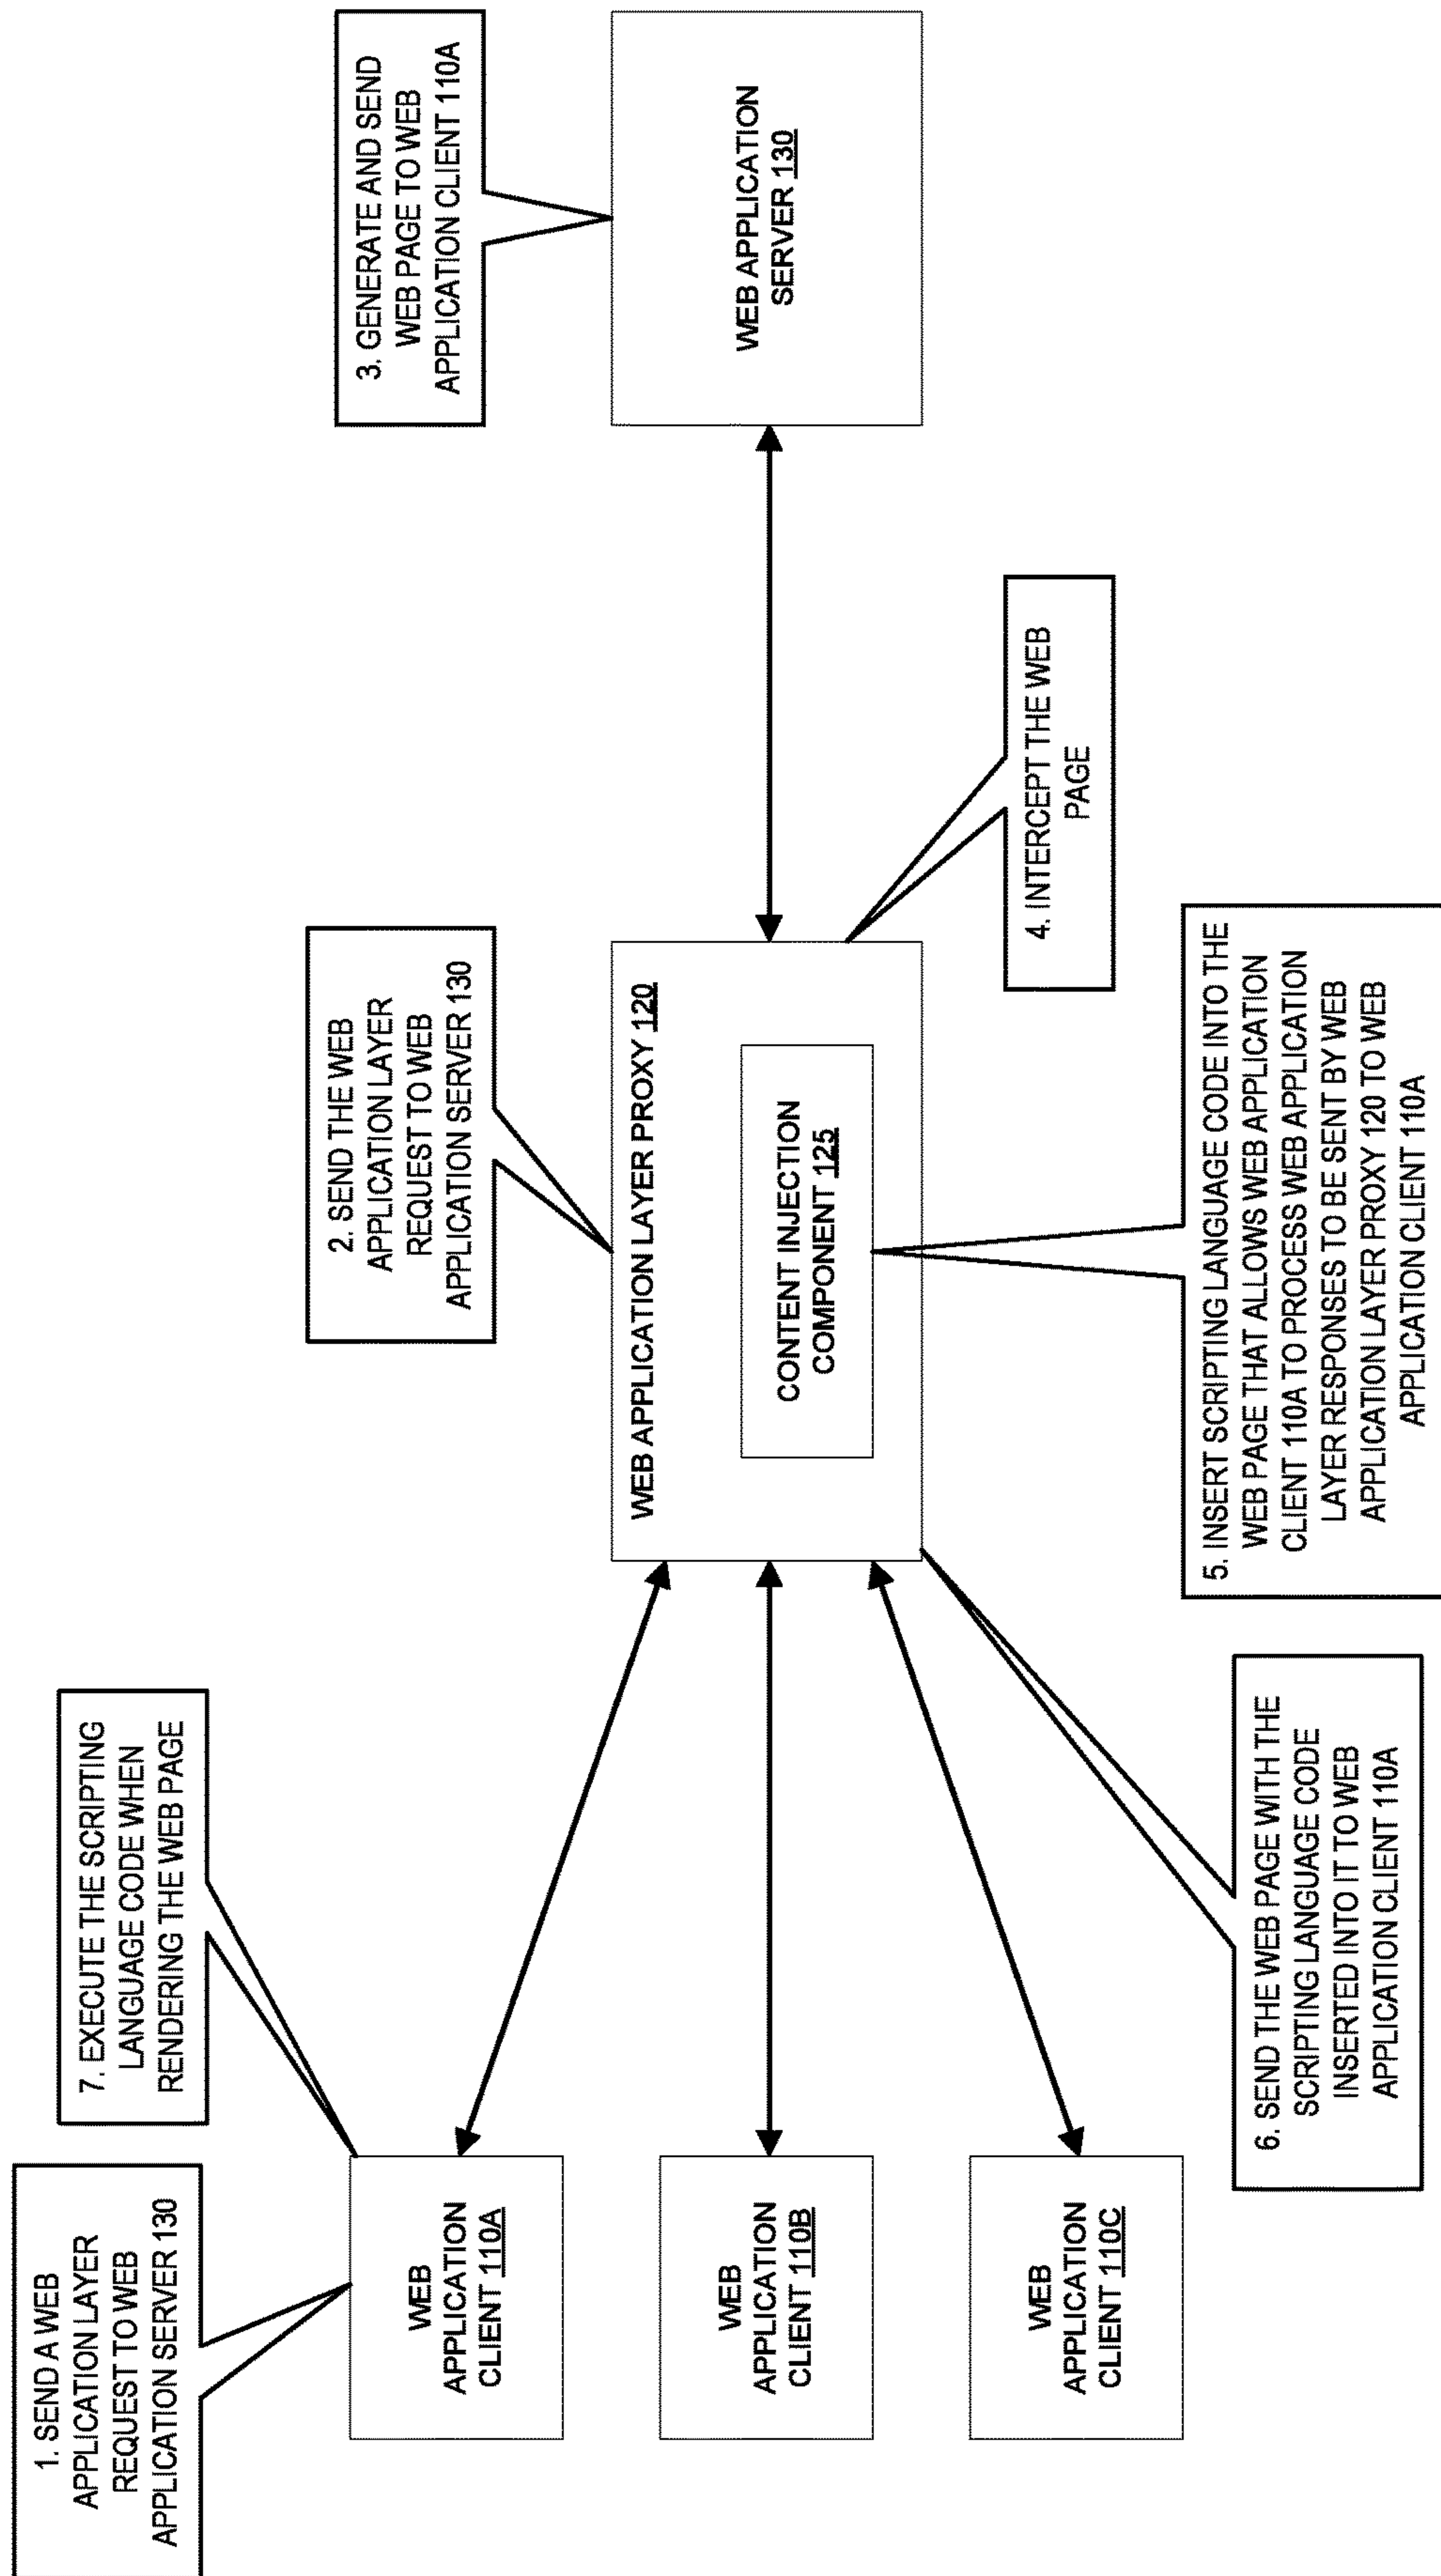 1. SEND A WEB
APPLICATION LAYER
REQUEST TO WEB
APPLICATION SERVER 130
7. EXECUTE THE SCRIPTING
LANGUAGE CODE WHEN
RENDERING THE WEB PAGE
2. SEND THE WEB
APPLICATION LAYER
REQUEST TO WEB
APPLICATION SERVER 130
3. GENERATE AND SEND
WEB PAGE TO WEB
APPLICATION CLIENT 110A
WEB
APPLICATION
CLIENT 110A
WEB
APPLICATION
CLIENT 110B
WEB
APPLICATION
CLIENT 110C
WEB APPLICATION LAYER PROXY 120
CONTENT INJECTION
COMPONENT 125
WEB APPLICATION
SERVER 130
4. INTERCEPT THE WEB
PAGE
5. INSERT SCRIPTING LANGUAGE CODE INTO THE
WEB PAGE THAT ALLOWS WEB APPLICATION
CLIENT 110A TO PROCESS WEB APPLICATION
LAYER RESPONSES TO BE SENT BY WEB
APPLICATION LAYER PROXY 120 TO WEB
APPLICATION CLIENT 110A
6. SEND THE WEB PAGE WITH THE
SCRIPTING LANGUAGE CODE
INSERTED INTO IT TO WEB
APPLICATION CLIENT 110A